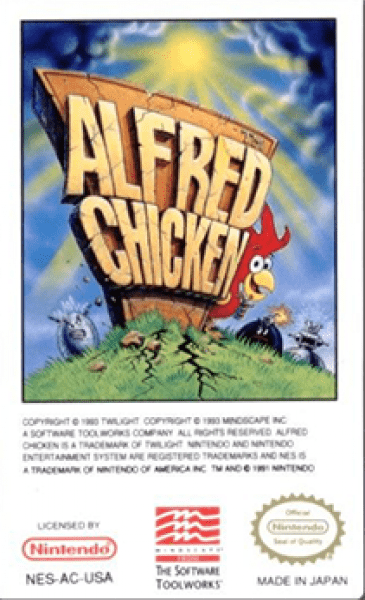 ALFRED
CHICKEN
COPYRIGHT © 1993 TWILIGHT. COPYRIGHT © 1993 MINDSCAPE INC.
A SOFTWARE TOOLWORKS COMPANY. ALL RIGHTS RESERVED. ALFRED
CHICKEN IS A TRADEMARK OF TWILIGHT. NINTENDO AND NINTENDO
ENTERTAINMENT SYSTEM ARE REGISTERED TRADEMARKS AND NES IS
A TRADEMARK OF NINTENDO OF AMERICA INC. TM AND © 1991 NINTENDO
LICENSED BY
Nintendo®
NES-AC-USA
MINDSCAPE
THE SOFTWARE
TOOLWORKS®
Official
Nintendo
Seal of Quality
MADE IN JAPAN